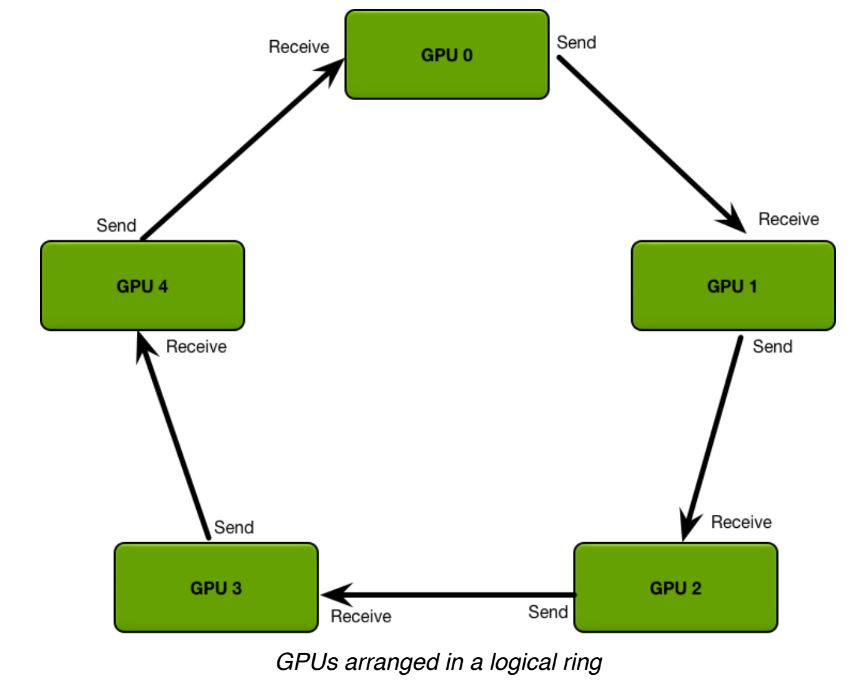 Receive
GPU 0
Send
Send
Receive
GPU 4
GPU 1
Receive
Send
Send
Receive
GPU 3
GPU 2
Receive
Send
GPUs arranged in a logical ring